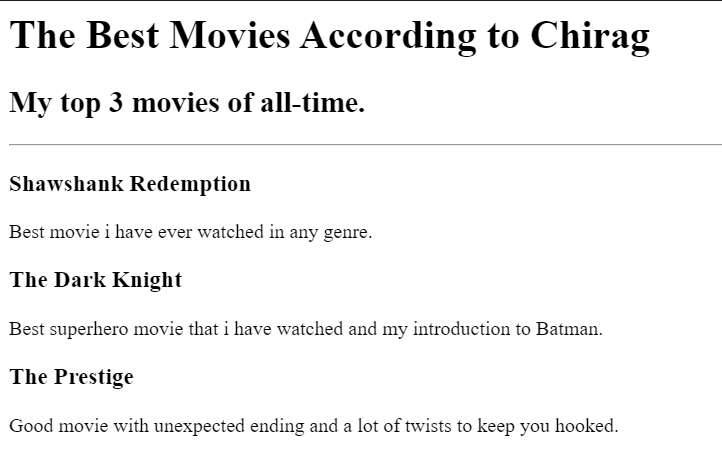 The Best Movies According to Chirag
My top 3 movies of all-time.
Shawshank Redemption
Best movie i have ever watched in any genre.
The Dark Knight
Best superhero movie that i have watched and my introduction to Batman.
The Prestige
Good movie with unexpected ending and a lot of twists to keep you hooked.